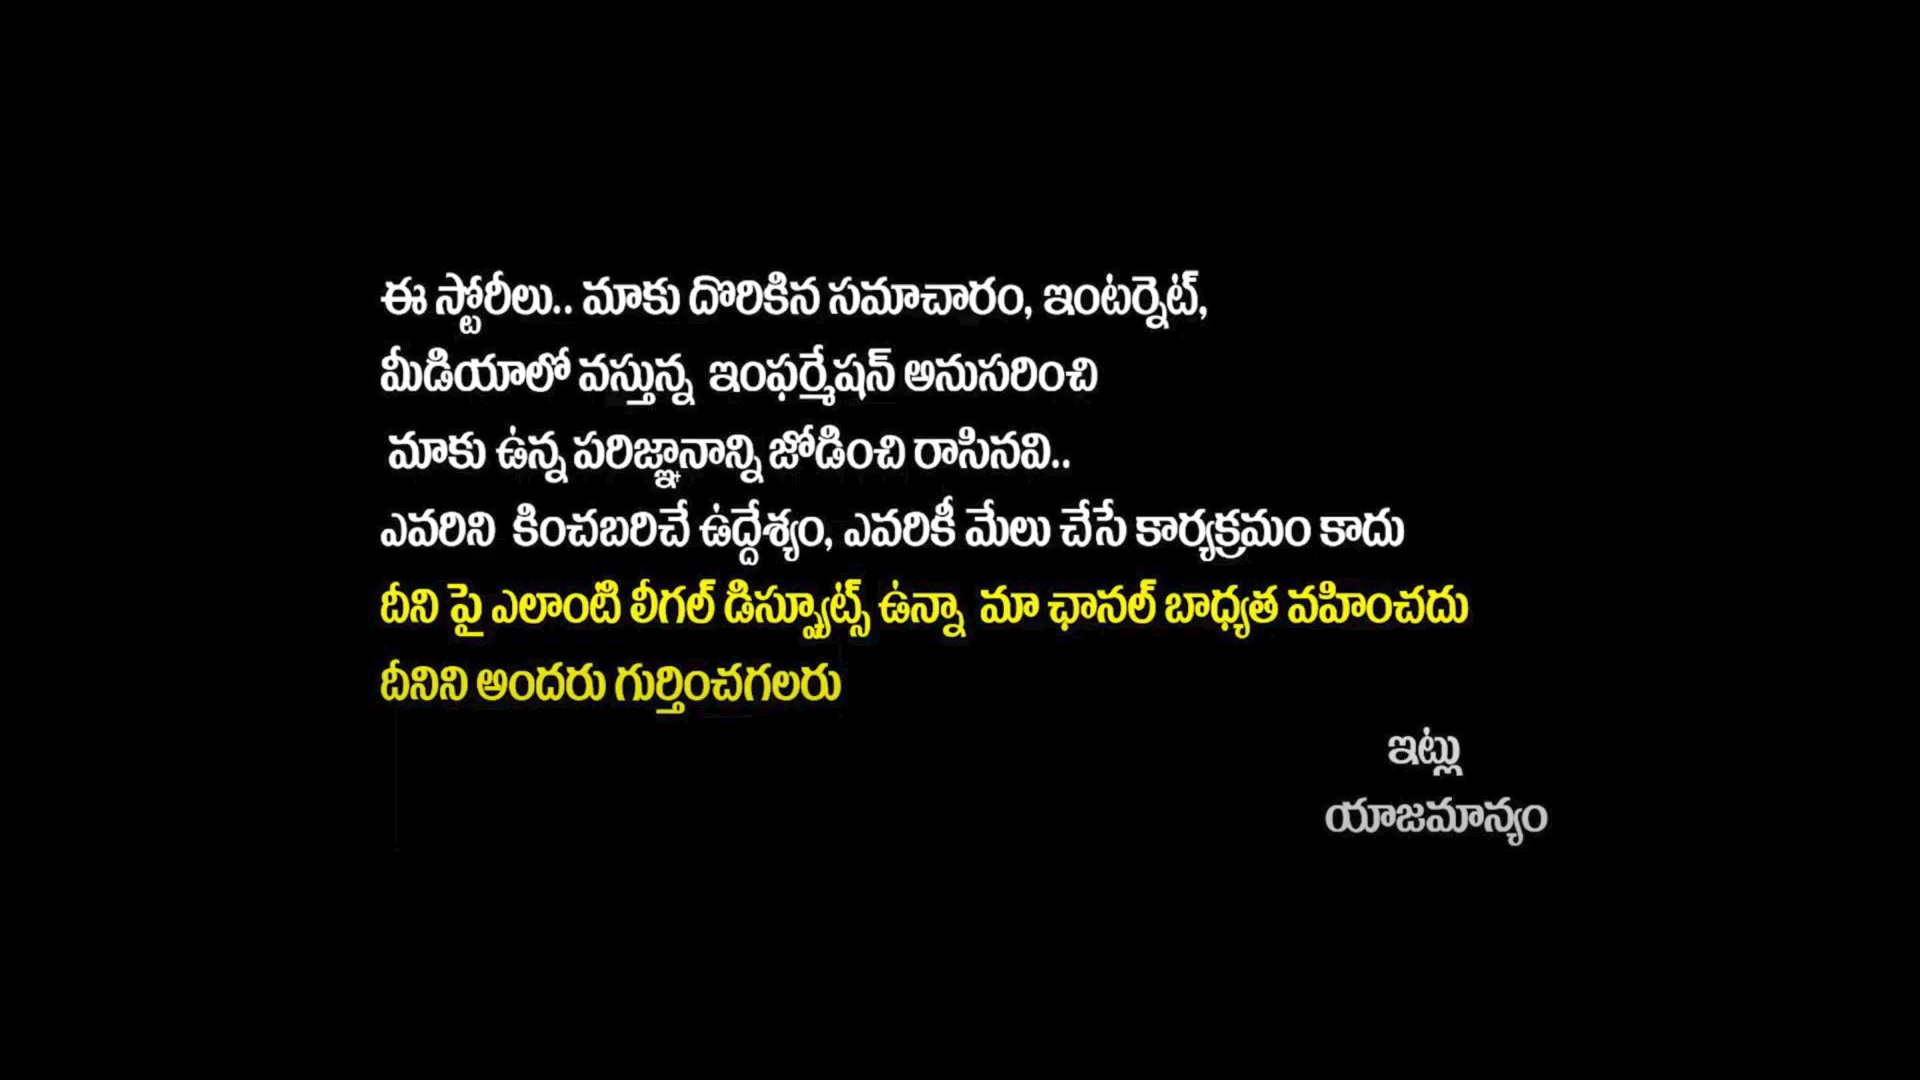 ఈ స్టోరీలు.. మాకు దొరికిన సమాచారం, ఇంటర్నెట్,
మీడియాలో వస్తున్న ఇంఫర్మేషన్ అనుసరించి
మాకు ఉన్న పరిజ్ఞానాన్ని జోడించి రాసినవి..
ఎవరిని కించబరిచే ఉద్దేశ్యం, ఎవరికీ మేలు చేసే కార్యక్రమం కాదు
దీని పై ఎలాంటి లీగల్ డిస్ప్యూట్స్ ఉన్నా మా ఛానల్ బాధ్యత వహించదు
దీనిని అందరు గుర్తించగలరు
ఇట్లు
యాజమాన్యం